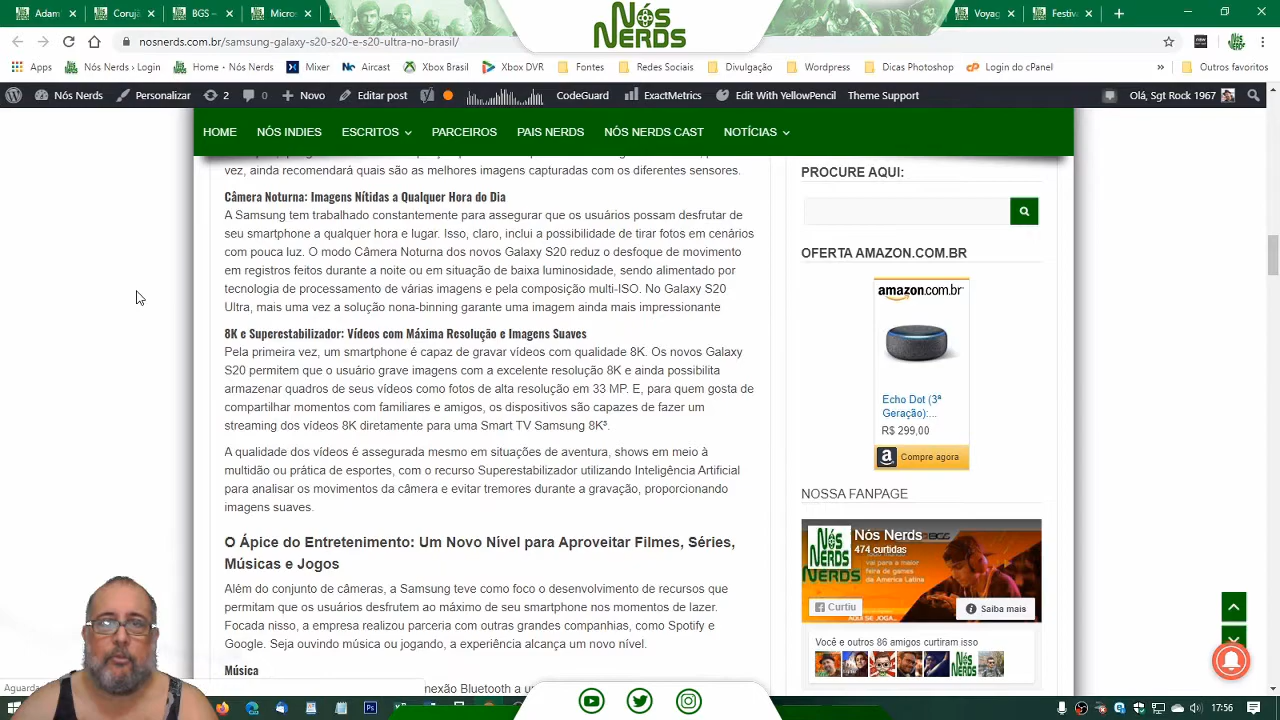 Adam
Corujã
BGS –
Micro
Voyag
Festiva
NÓS
NERDS
nosnerds.com.br/samsung-galaxy-s20-s20-e-s20-ultra-no-brasil/
Apps
Nós Nerds › Login
Home - Nós Nerds
Mixer
Aircast
Xbox Brasil
Xbox DVR
Fontes
Redes Sociais
Divulgação
Wordpress
Dicas Photoshop
Login do cPanel
»
Outros favoritos
Nós Nerds
Personalizar
2
0
Novo
Editar post
CodeGuard
ExactMetrics
Edit With YellowPencil
Theme Support
Olá, Sgt Rock 1967
HOME
NÓS INDIES
ESCRITOS
PARCEIROS
PAIS NERDS
NÓS NERDS CAST
NOTÍCIAS
vez, ainda recomendará quais são as melhores imagens capturadas com os diferentes sensores.
Câmera Noturna: Imagens Nítidas a Qualquer Hora do Dia
A Samsung tem trabalhado constantemente para assegurar que os usuários possam desfrutar de
seu smartphone a qualquer hora e lugar. Isso, claro, inclui a possibilidade de tirar fotos em cenários
com pouca luz. O modo Câmera Noturna dos novos Galaxy S20 reduz o desfoque de movimento
em registros feitos durante a noite ou em situação de baixa luminosidade, sendo alimentado por
tecnologia de processamento de várias imagens e pela composição multi-ISO. No Galaxy S20
Ultra, mais uma vez a solução nona-binning garante uma imagem ainda mais impressionante
8K e Superestabilizador: Vídeos com Máxima Resolução e Imagens Suaves
Pela primeira vez, um smartphone é capaz de gravar vídeos com qualidade 8K. Os novos Galaxy
S20 permitem que o usuário grave imagens com a excelente resolução 8K e ainda possibilita
armazenar quadros de seus vídeos como fotos de alta resolução em 33 MP. E, para quem gosta de
compartilhar momentos com familiares e amigos, os dispositivos são capazes de fazer um
streaming dos vídeos 8K diretamente para uma Smart TV Samsung 8K³.
A qualidade dos vídeos é assegurada mesmo em situações de aventura, shows em meio à
multidão ou prática de esportes, com o recurso Superestabilizador utilizando Inteligência Artificial
para analisar os movimentos da câmera e evitar tremores durante a gravação, proporcionando
imagens suaves.
O Ápice do Entretenimento: Um Novo Nível para Aproveitar Filmes, Séries,
Músicas e Jogos
Além do conjunto de câmeras, a Samsung teve como foco o desenvolvimento de recursos que
permitam que os usuários desfrutem ao máximo de seu smartphone nos momentos de lazer.
Focada nisso, a empresa realizou parceria com outras grandes companhias, como Spotify e
Google. Seja ouvindo música ou jogando, a experiência alcança um novo nível.
Música
nexão Bluetooth a
Aguarda
PROCURE AQUI:
OFERTA AMAZON.COM.BR
amazon.com.br
Echo Dot (3ª
Geração):...
R$ 299,00
Compre agora
NOSSA FANPAGE
NÓS
NERDS
Nós Nerds
BGS
474 curtidas
vai para a maior
feira de games
da América Latina
Curtiu
Saiba mais
Você e outros 86 amigos curtiram isso
17:56